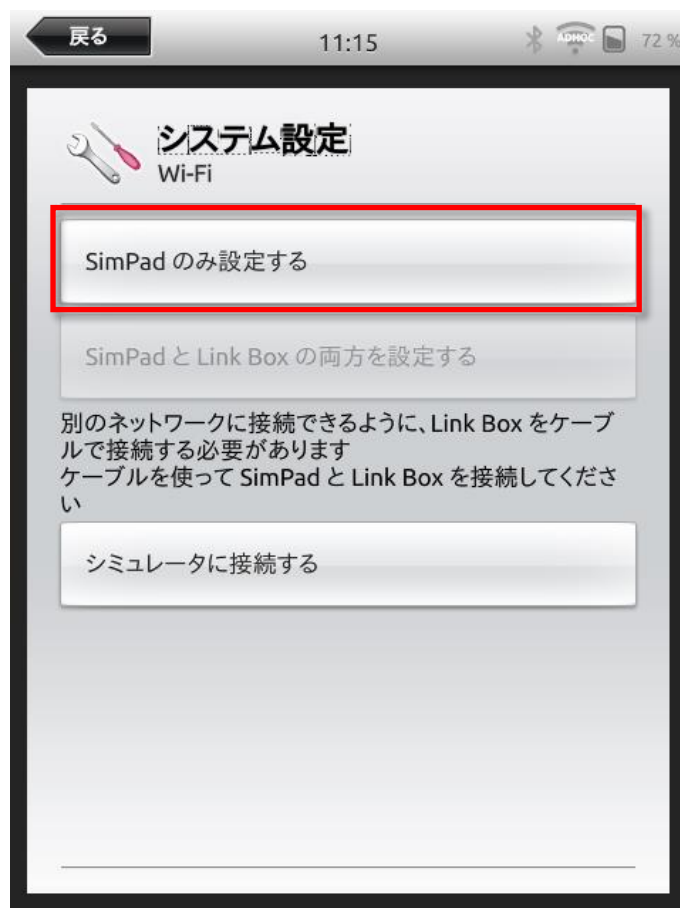 戻る 11:15 ADHOC 72 %
システム設定
Wi-Fi
SimPad のみ設定する
SimPad と Link Box の両方を設定する
別のネットワークに接続できるように、Link Box をケーブ
ルで接続する必要があります
ケーブルを使って SimPad と Link Box を接続してくださ
い
シミュレータに接続する